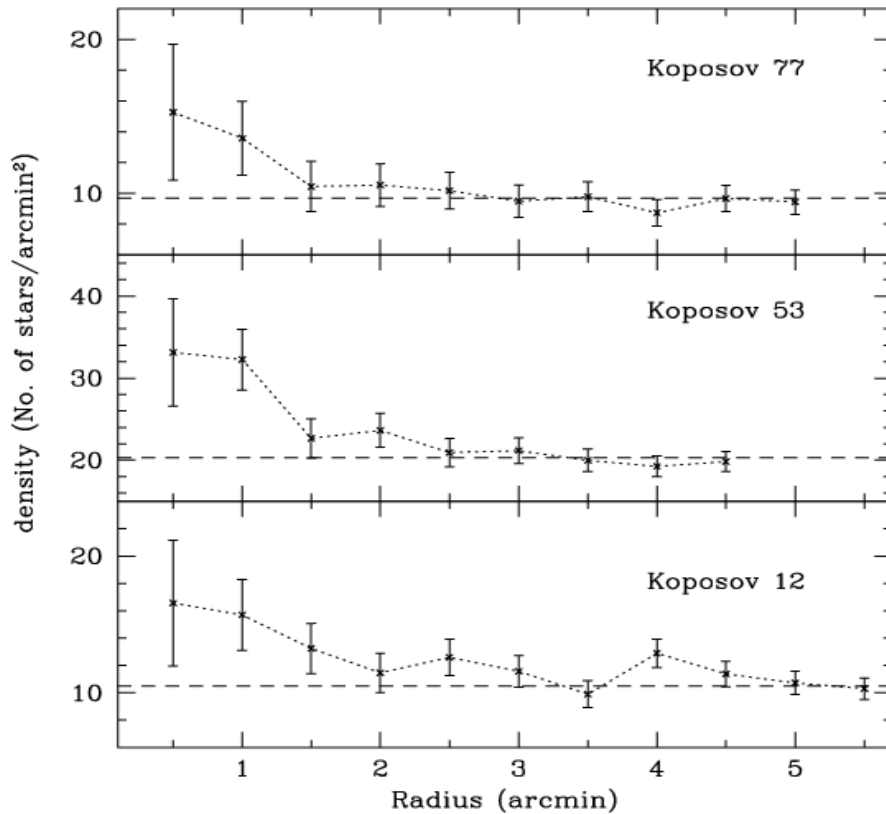 20
Koposov 77
10
density (No. of stars/arcmin²)
40
Koposov 53
30
20
20
Koposov 12
10
1 2 3 4 5
Radius (arcmin)